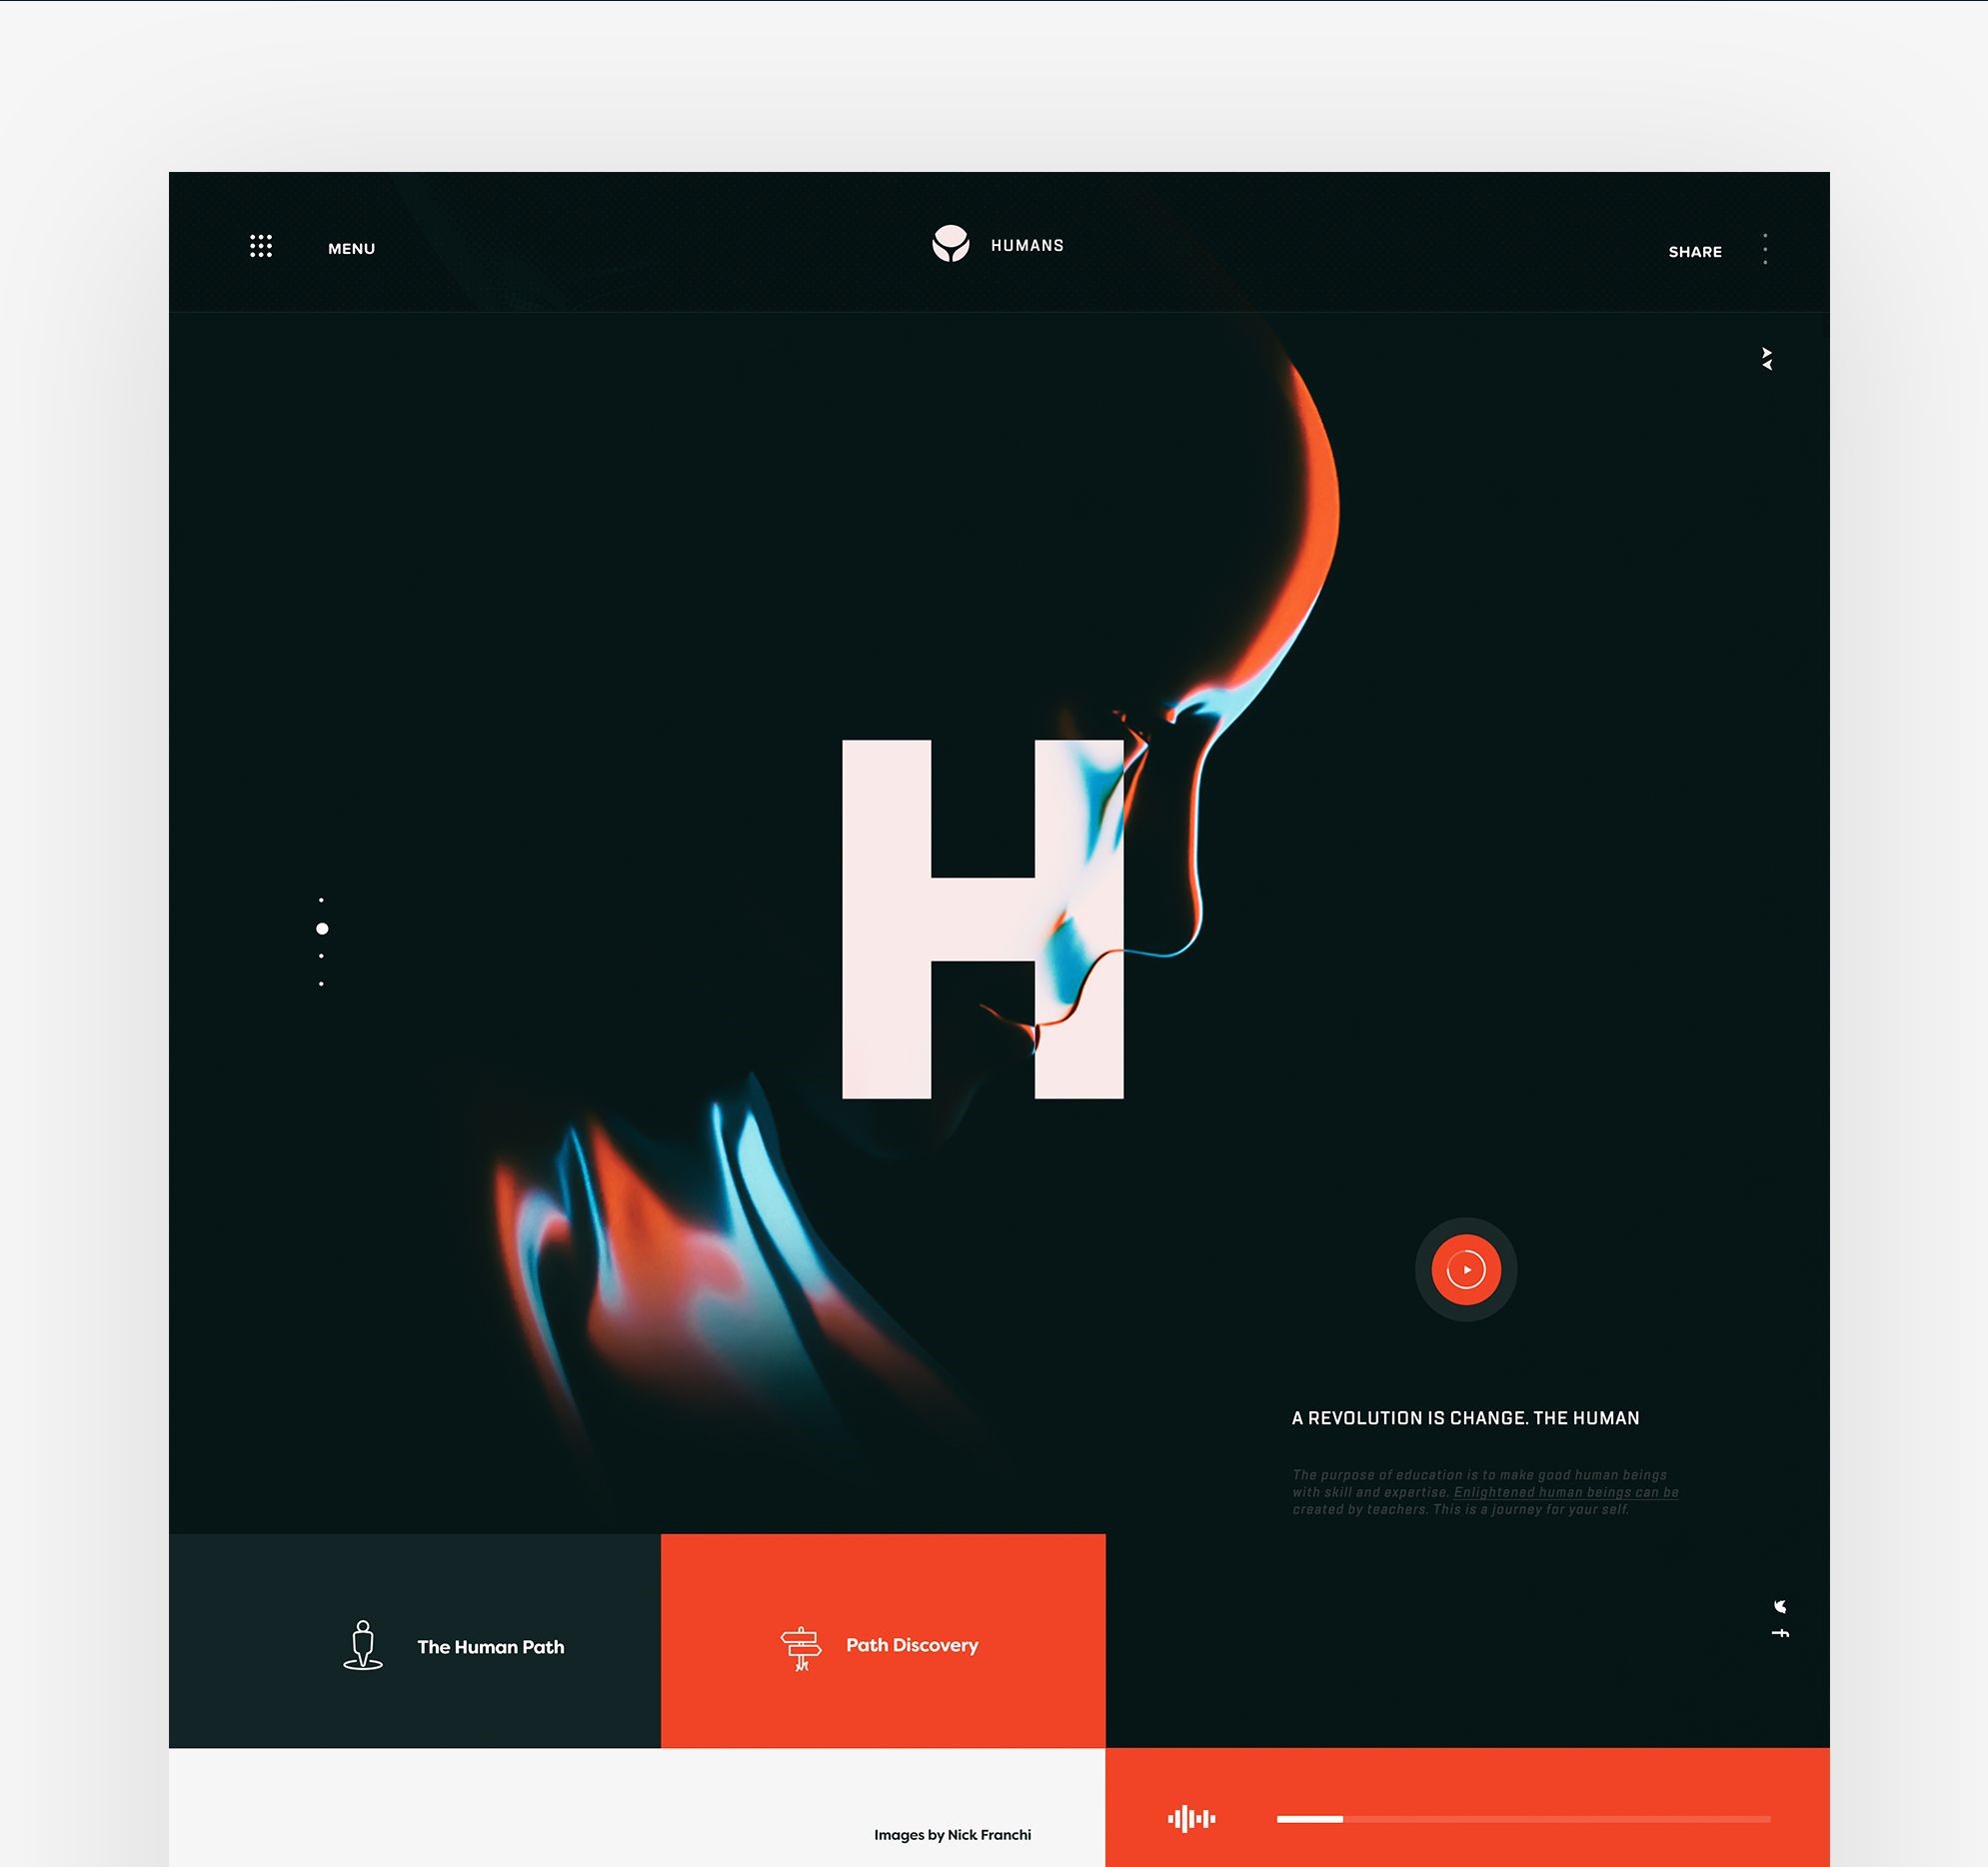 MENU
HUMANS
SHARE
H
A REVOLUTION IS CHANGE. THE HUMAN
The purpose of education is to make good human beings
with skill and expertise. Enlightened human beings can be
created by teachers. This is a journey for your self.
The Human Path
Path Discovery
Images by Nick Franchi